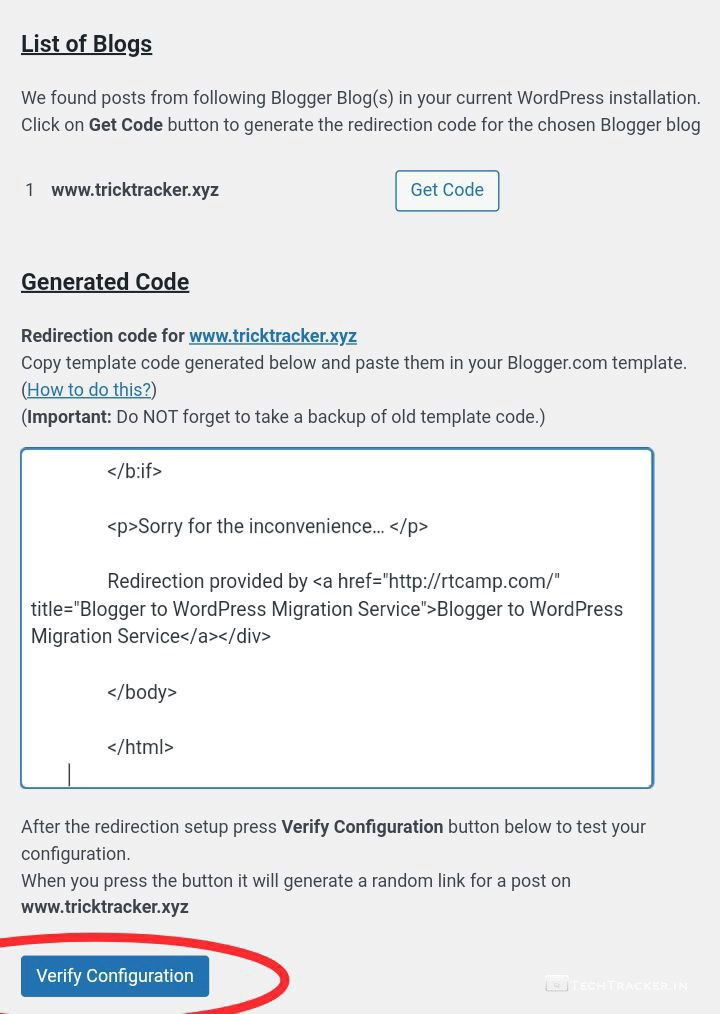 List of Blogs
We found posts from following Blogger Blog(s) in your current WordPress installation.
Click on Get Code button to generate the redirection code for the chosen Blogger blog
1 www.tricktracker.xyz Get Code
Generated Code
Redirection code for www.tricktracker.xyz
Copy template code generated below and paste them in your Blogger.com template.
(How to do this?)
(Important: Do NOT forget to take a backup of old template code.)
</b:if>
<p>Sorry for the inconvenience... </p>
Redirection provided by <a href="http://rtcamp.com/"
title="Blogger to WordPress Migration Service">Blogger to WordPress
Migration Service</a></div>
</body>
</html>
After the redirection setup press Verify Configuration button below to test your
configuration.
When you press the button it will generate a random link for a post on
www.tricktracker.xyz
Verify Configuration
TechTracker.in